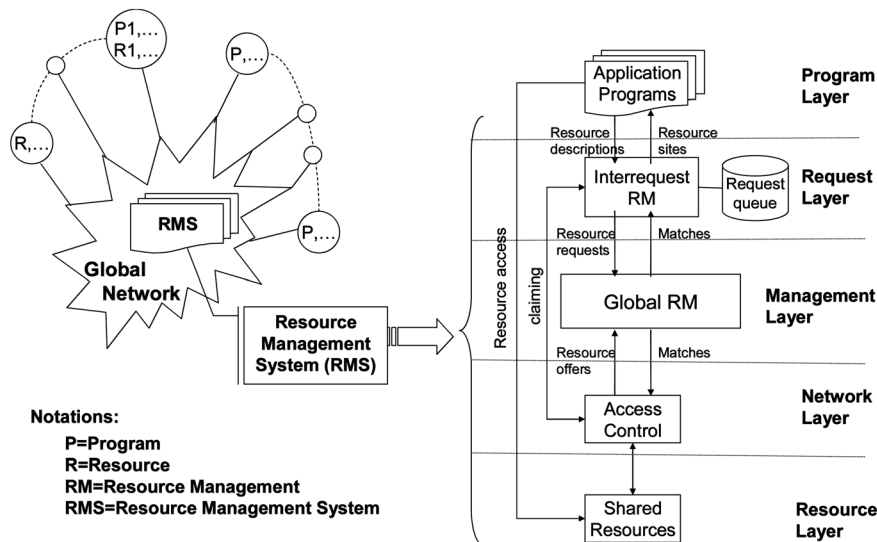 P1,…
R1,…
P,…
R,…
P,…
RMS
Global
Network
Resource
Management
System (RMS)
Notations:
P=Program
R=Resource
RM=Resource Management
RMS=Resource Management System
Application
Programs
Program
Layer
Resource
descriptions
Resource
sites
Interrequest
RM
Request
queue
Request
Layer
Resource
requests
Matches
Resource access
claiming
Global RM
Management
Layer
Resource
offers
Matches
Access
Control
Network
Layer
Shared
Resources
Resource
Layer